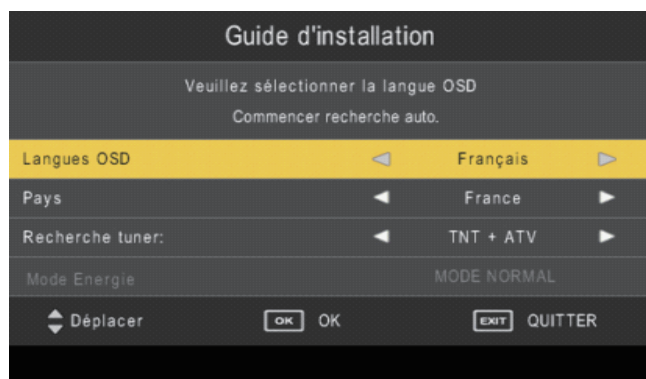 Guide d'installation
Veuillez sélectionner la langue OSD
Commencer recherche auto.
Langues OSD Français
Pays France
Recherche tuner: TNT + ATV
Mode Energie MODE NORMAL
Déplacer OK OK EXIT QUITTER